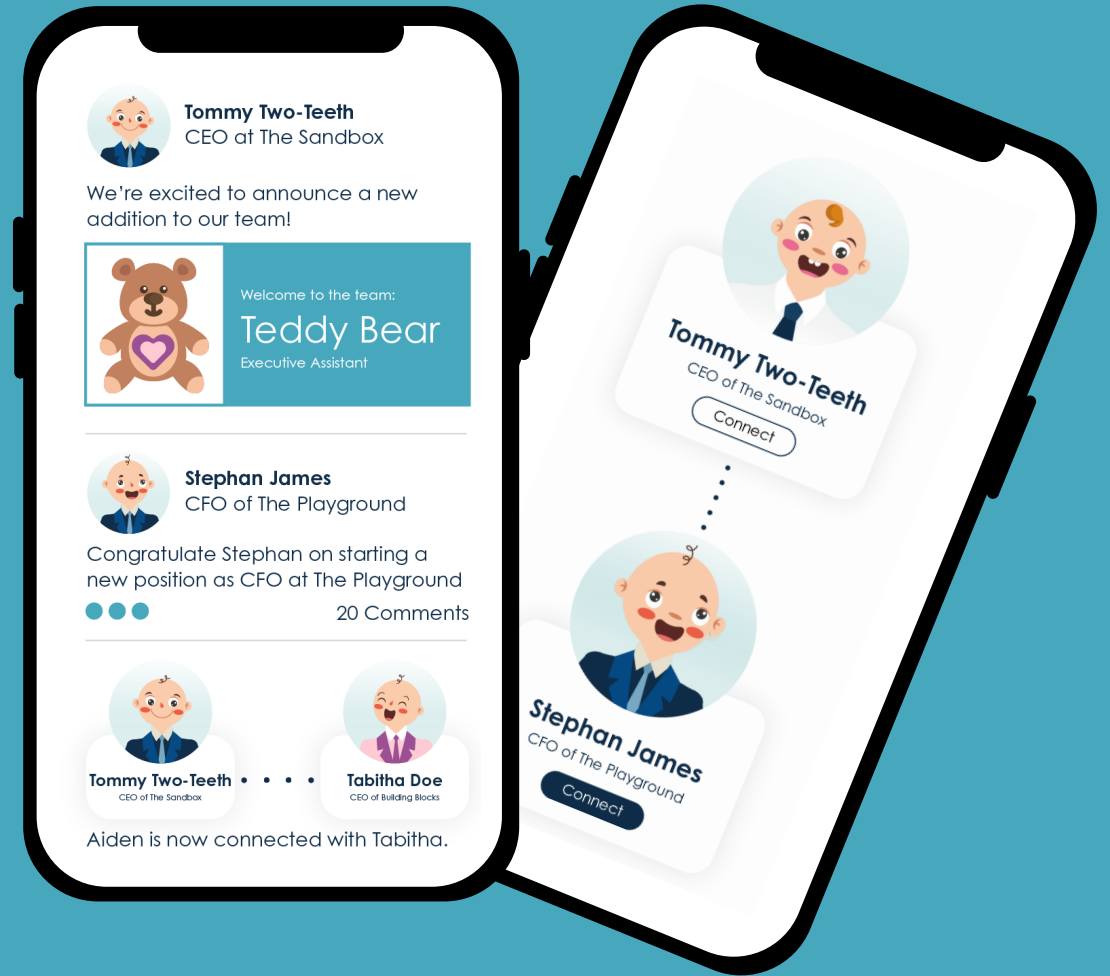 Tommy Two-Teeth
CEO at The Sandbox
We're excited to announce a new
addition to our team!
Welcome to the team:
Teddy Bear
Executive Assistant
Stephan James
CFO of The Playground
Congratulate Stephan on starting a
new position as CFO at The Playground
20 Comments
Tommy Two-Teeth
CEO of The Sandbox
Tabitha Doe
CEO of Building Blocks
Aiden is now connected with Tabitha.
Tommy Two-Teeth
CEO of The Sandbox
Connect
Stephan James
CFO of The Playground
Connect